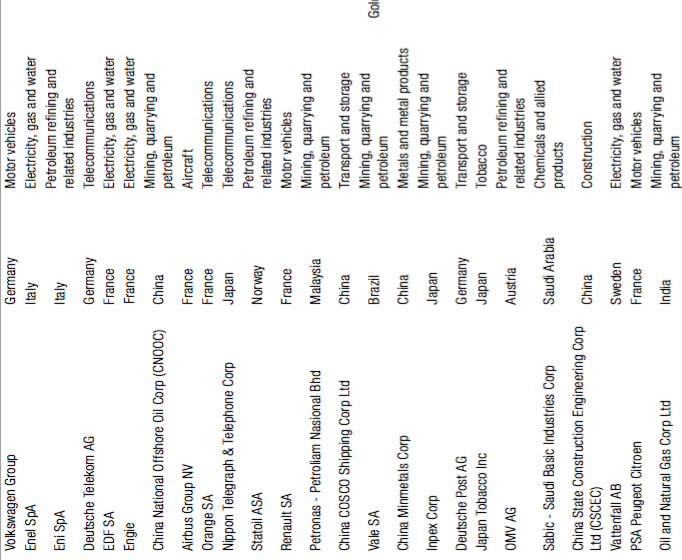 Volkswagen Group Germany Motor vehicles
Enel SpA Italy Electricity, gas and water
Eni SpA Italy Petroleum refining and
related industries
Deutsche Telekom AG Germany Telecommunications
EDF SA France Electricity, gas and water
Engie France Electricity, gas and water
China National Offshore Oil Corp (CNOOC) China Mining, quarrying and
petroleum
Airbus Group NV France Aircraft
Orange SA France Telecommunications
Nippon Telegraph & Telephone Corp Japan Telecommunications
Statoil ASA Norway Petroleum refining and
related industries
Renault SA France Motor vehicles
Petronas - Petroliam Nasional Bhd Malaysia Mining, quarrying and
petroleum
China COSCO Shipping Corp Ltd China Transport and storage
Vale SA Brazil Mining, quarrying and
petroleum
China Minmetals Corp China Metals and metal products
Inpex Corp Japan Mining, quarrying and
petroleum
Deutsche Post AG Germany Transport and storage
Japan Tobacco Inc Japan Tobacco
OMV AG Austria Petroleum refining and
related industries
Sabic - Saudi Basic Industries Corp Saudi Arabia Chemicals and allied
products
China State Construction Engineering Corp
Ltd (CSCEC) China Construction
Vattenfall AB Sweden Electricity, gas and water
PSA Peugeot Citroen France Motor vehicles
Oil and Natural Gas Corp Ltd India Mining, quarrying and
petroleum